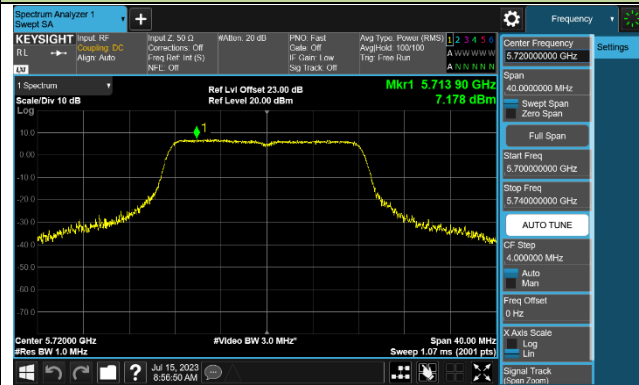 Spectrum Analyzer 1
Swept SA
Frequency
KEYSIGHT
RL
Input: RF
Coupling: DC
Align: Auto
Input Z: 50 Ω
Corrections: Off
Freq Ref: Int (S)
NFE: Off
#Atten: 20 dB
PNO: Fast
Gate: Off
IF Gain: Low
Sig Track: Off
Avg Type: Power (RMS)
Avg|Hold: 100/100
Trig: Free Run
1 2 3 4 5 6
A W W W W W
A N N N N N
1 Spectrum
Scale/Div 10 dB
Ref Lvl Offset 23.00 dB
Ref Level 20.00 dBm
Mkr1 5.713 90 GHz
7.178 dBm
Log
10.0
0.00
-10.0
-20.0
-30.0
-40.0
-50.0
-60.0
-70.0
1
Center 5.72000 GHz
#Res BW 1.0 MHz
#Video BW 3.0 MHz*
Span 40.00 MHz
Sweep 1.07 ms (2001 pts)
Jul 15, 2023
8:56:50 AM
Center Frequency
5.720000000 GHz
Settings
Span
40.0000000 MHz
Swept Span
Zero Span
Full Span
Start Freq
5.700000000 GHz
Stop Freq
5.740000000 GHz
AUTO TUNE
CF Step
4.000000 MHz
Auto
Man
Freq Offset
0 Hz
X Axis Scale
Log
Lin
Signal Track
(Span Zoom)